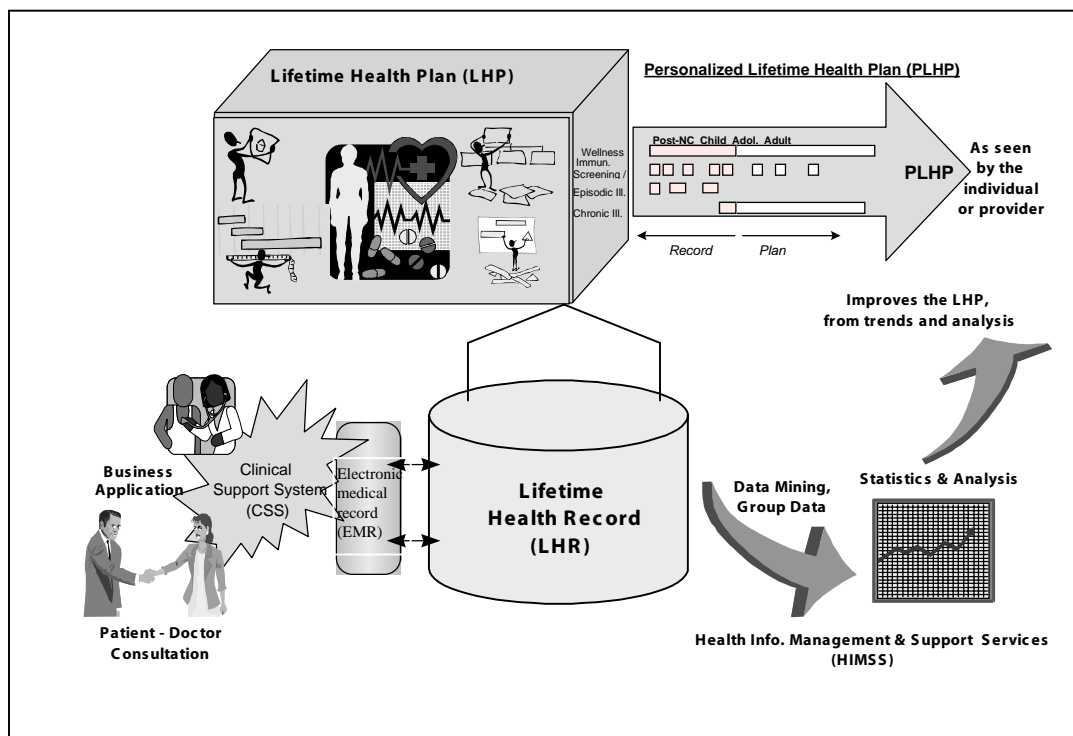 Lifetime Health Plan (LHP)
Personalized Lifetime Health Plan (PLHP)
Post-NC Child Adol. Adult
Wellness
Immun.
Screening /
Episodic Ill.
Chronic Ill.
PLHP
As seen
by the
individual
or provider
Record
Plan
Improves the LHP,
from trends and analysis
Business
Application
Clinical
Support System
(CSS)
Electronic
medical
record
(EMR)
Lifetime
Health Record
(LHR)
Data Mining,
Group Data
Statistics & Analysis
Patient - Doctor
Consultation
Health Info. Management & Support Services
(HIMSS)